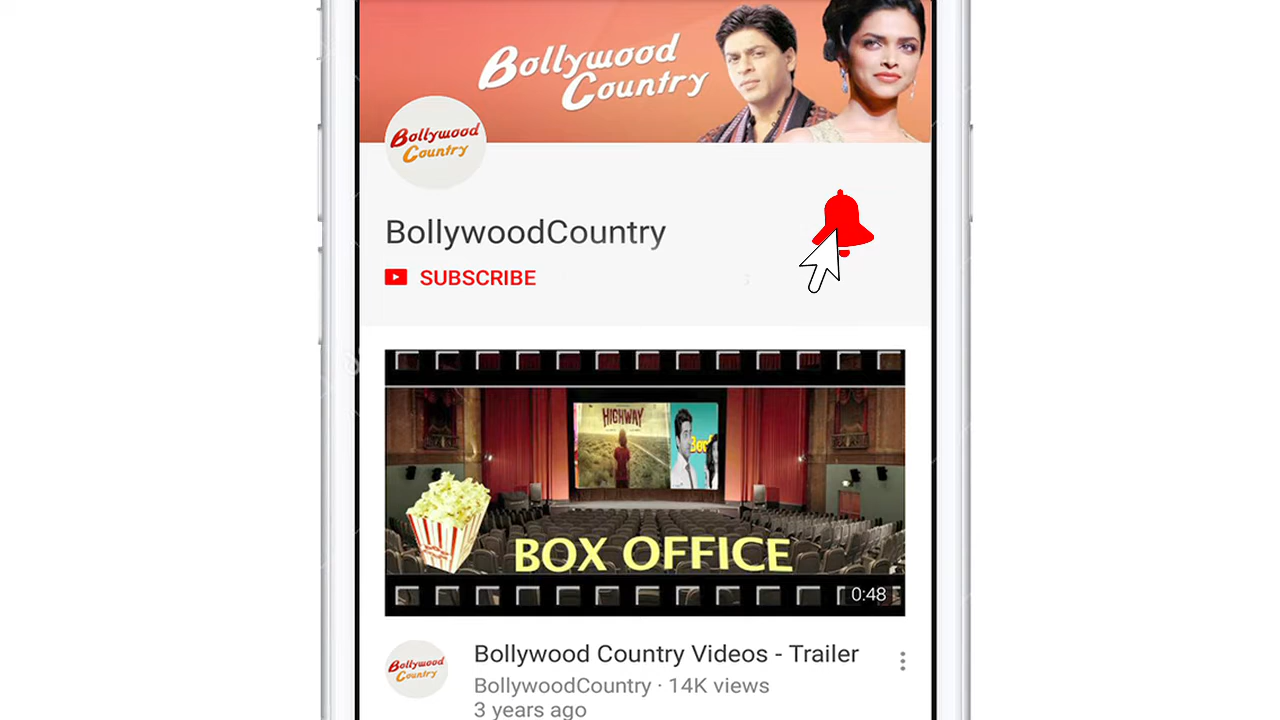 Bollywood
Country
Bollywood
Country
BollywoodCountry
SUBSCRIBE
HIGHWAY
BOX OFFICE
0:48
Bollywood
Country
Bollywood Country Videos - Trailer
BollywoodCountry · 14K views
3 years ago